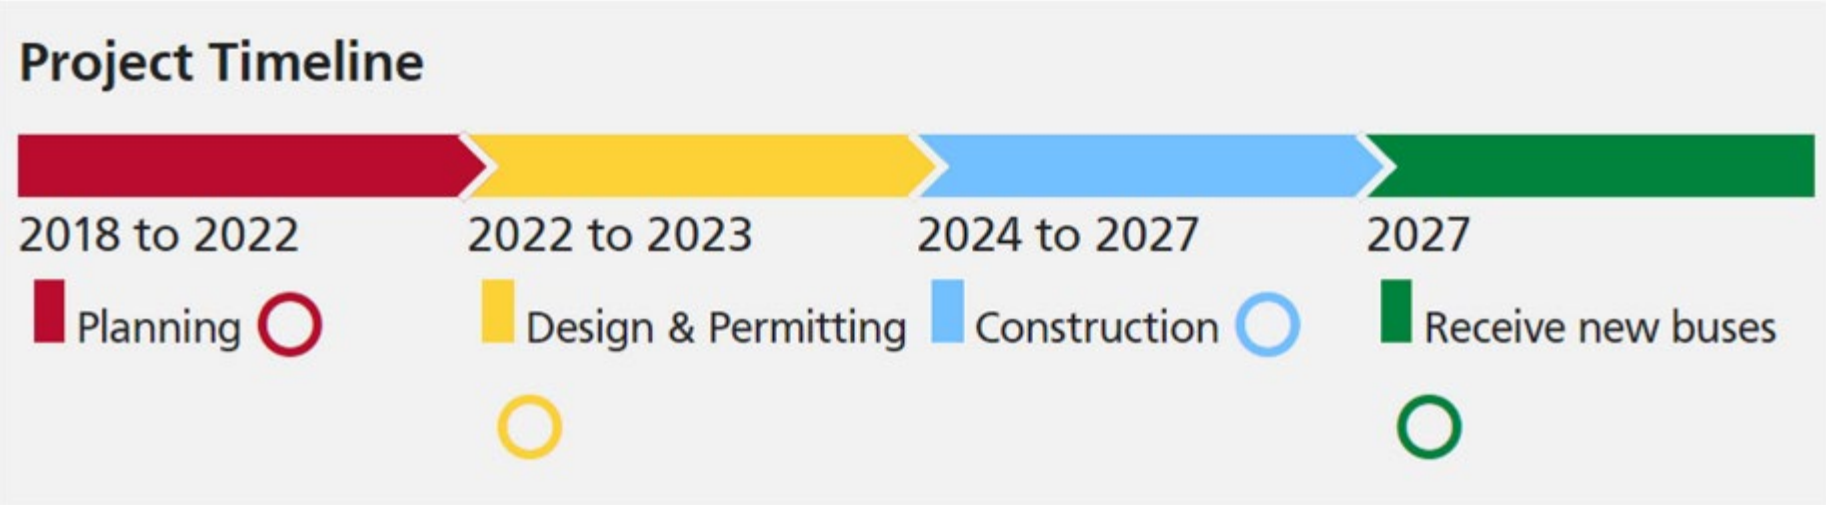 Project Timeline
2018 to 2022
Planning
2022 to 2023
Design & Permitting
2024 to 2027
Construction
2027
Receive new buses